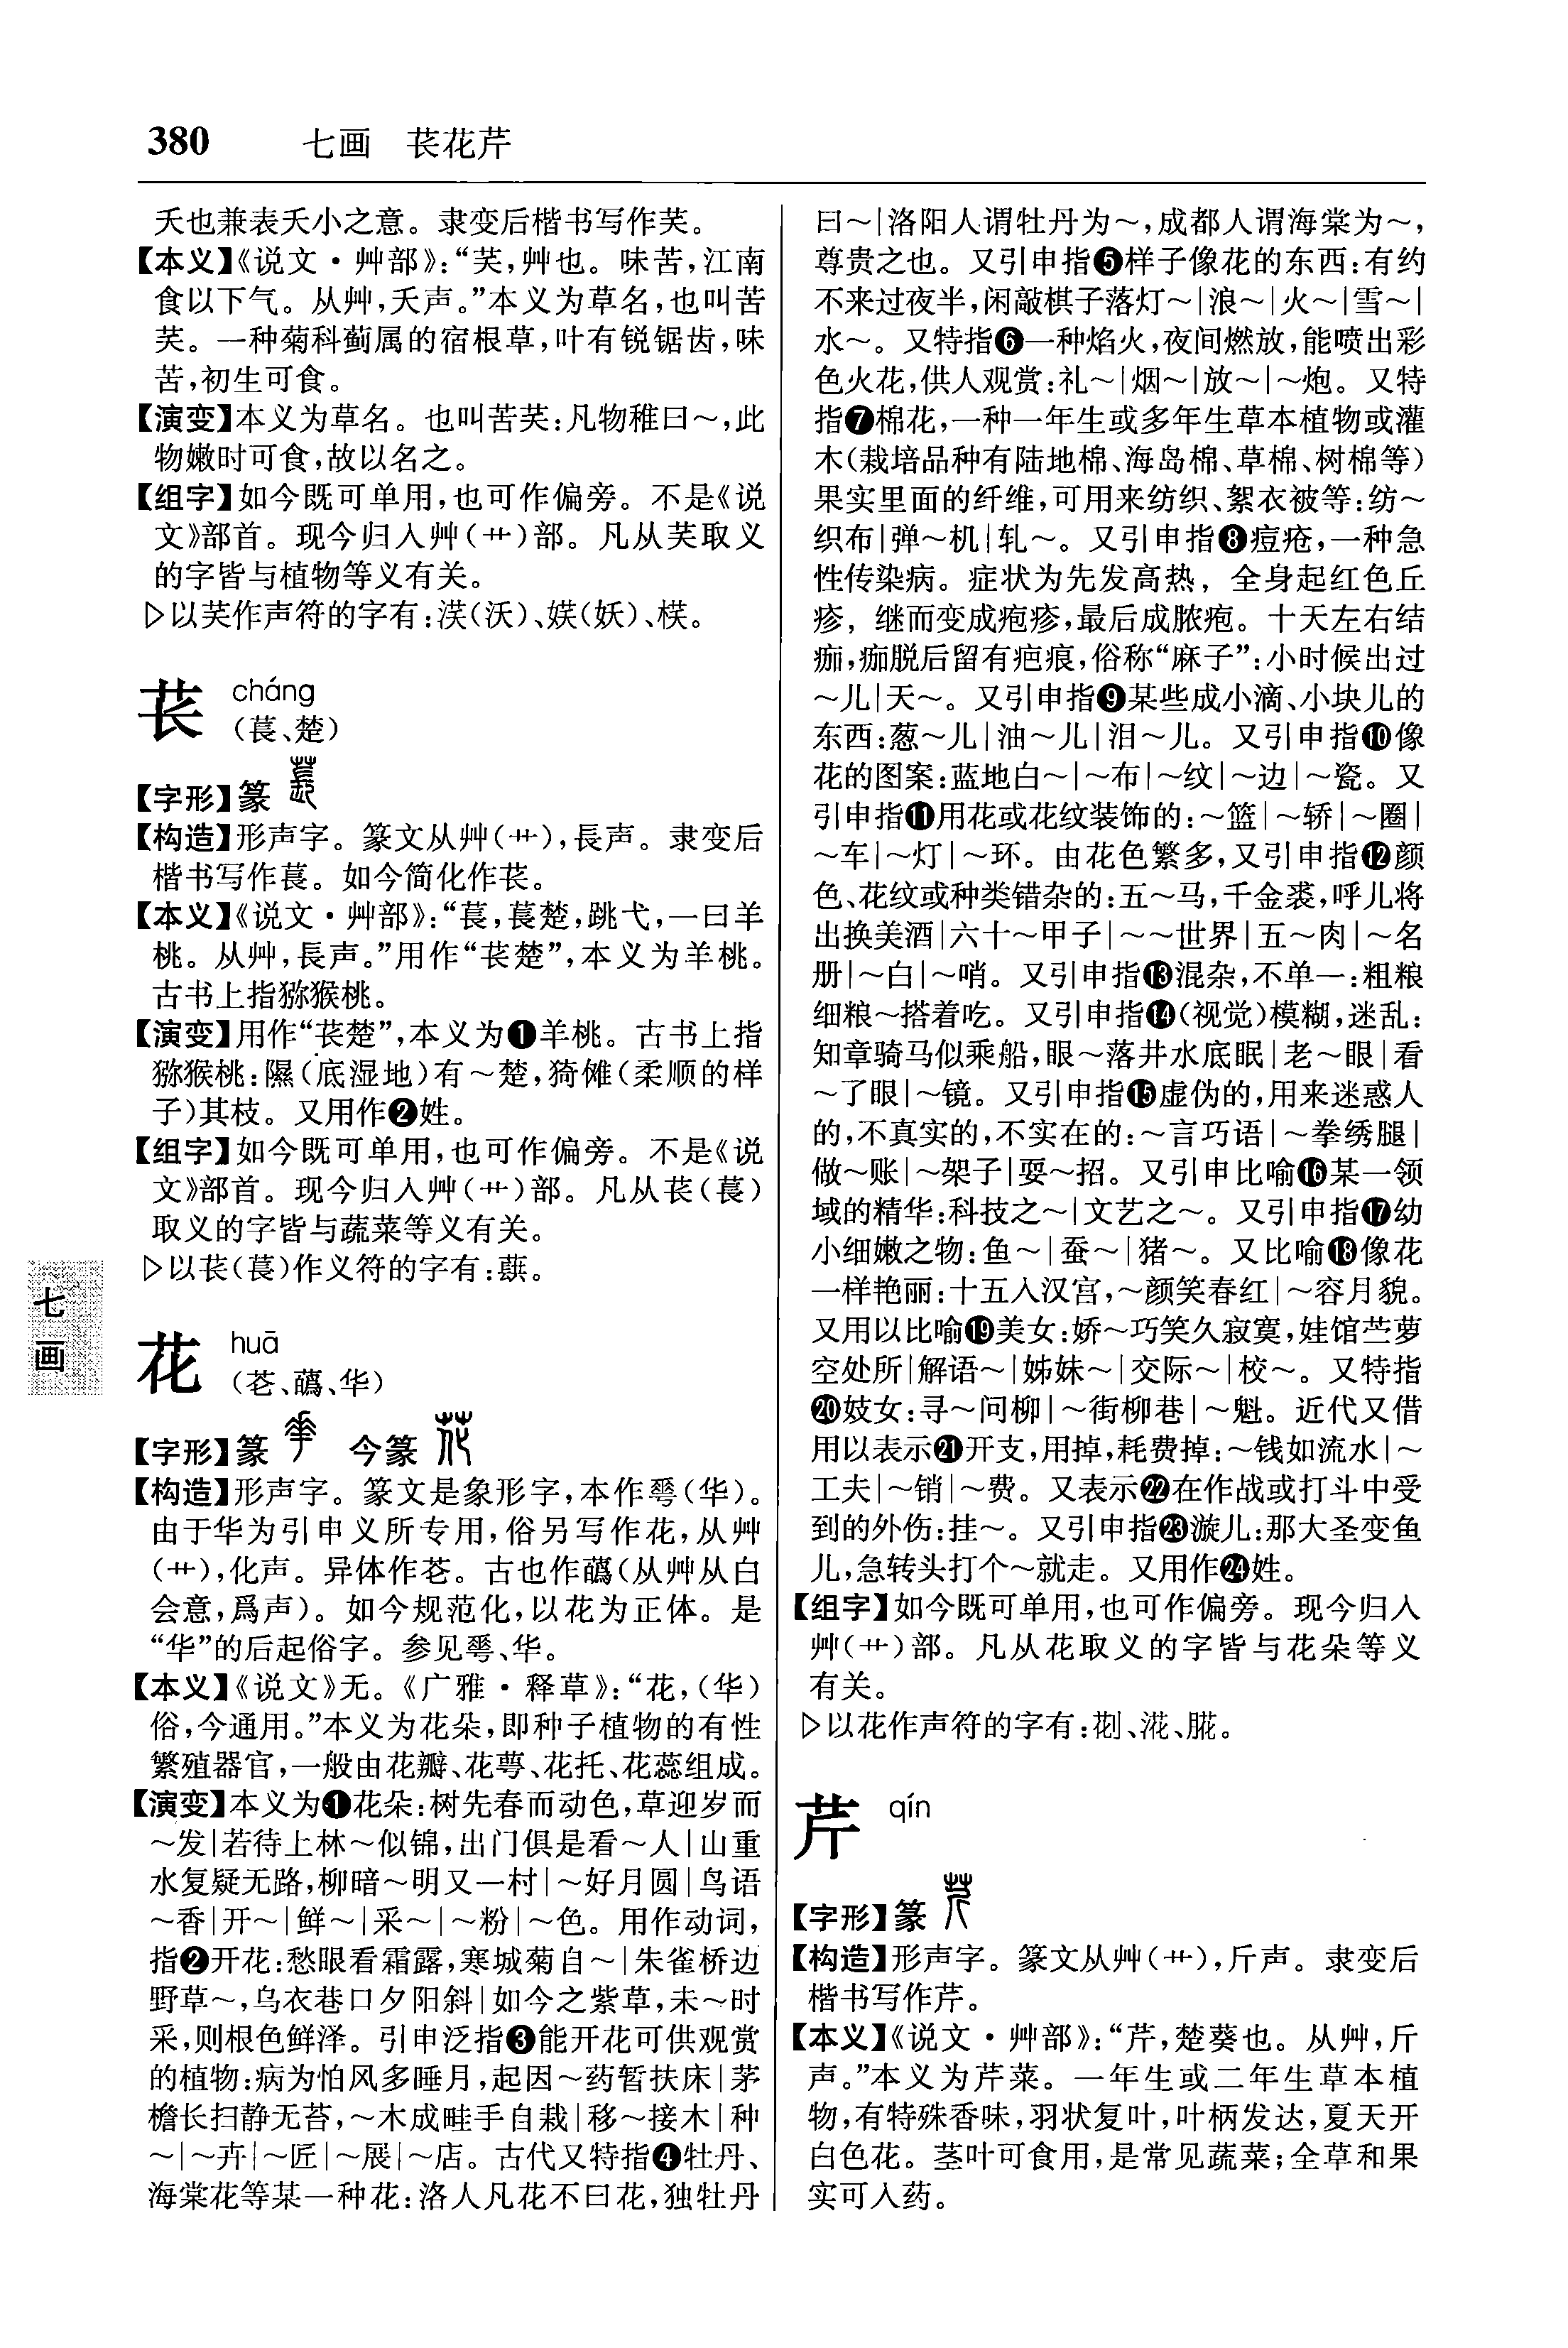 380 七画 苌花芹
夭也兼表夭小之意。隶变后楷书写作芺。
【本义】《说文·艸部》：“芺，艸也。味苦，江南
食以下气。从艸，夭声。”本义为草名，也叫苦
芺。一种菊科蓟属的宿根草，叶有锐锯齿，味
苦，初生可食。
【演变】本义为草名。也叫苦芺：凡物稚曰～，此
物嫩时可食，故以名之。
【组字】如今既可单用，也可作偏旁。不是《说
文》部首。现今归入艸（艹）部。凡从芺取义
的字皆与植物等义有关。
▷以芺作声符的字有：渶（沃）、媖（妖）、楧。
苌 cháng
（萇、楚）
【字形】篆
【构造】形声字。篆文从艸（艹），長声。隶变后
楷书写作萇。如今简化作苌。
【本义】《说文·艸部》：“萇，萇楚，跳弋，一曰羊
桃。从艸，長声。”用作“苌楚”，本义为羊桃。
古书上指猕猴桃。
【演变】用作“苌楚”，本义为❶羊桃。古书上指
猕猴桃：隰（底湿地）有～楚，猗傩（柔顺的样
子）其枝。又用作❷姓。
【组字】如今既可单用，也可作偏旁。不是《说
文》部首。现今归入艸（艹）部。凡从苌（萇）
取义的字皆与蔬菜等义有关。
▷以苌（萇）作义符的字有：。
花 huā
（芲、蘤、华）
【字形】篆 今篆
【构造】形声字。篆文是象形字，本作雩（华）。
由于华为引申义所专用，俗另写作花，从艸
（艹），化声。异体作芲。古也作蘤（从艸从白
会意，爲声）。如今规范化，以花为正体。是
“华”的后起俗字。参见雩、华。
【本义】《说文》无。《广雅·释草》：“花，（华）
俗，今通用。”本义为花朵，即种子植物的有性
繁殖器官，一般由花瓣、花萼、花托、花蕊组成。
【演变】本义为❶花朵：树先春而动色，草迎岁而
～发|若待上林～似锦，出门俱是看～人|山重
水复疑无路，柳暗～明又一村|～好月圆|鸟语
～香|开～|鲜～|采～|～粉|～色。用作动词，
指❷开花：愁眼看霜露，寒城菊自～|朱雀桥边
野草～，乌衣巷口夕阳斜|如今之紫草，未～时
采，则根色鲜泽。引申泛指❸能开花可供观赏
的植物：病为怕风多睡月，起因～药暂扶床|茅
檐长扫静无苔，～木成畦手自栽|移～接木|种
～|～卉|～匠|～展|～店。古代又特指❹牡丹、
海棠花等某一种花：洛人凡花不曰花，独牡丹
曰～|洛阳人谓牡丹为～，成都人谓海棠为～，
尊贵之也。又引申指❺样子像花的东西：有约
不来过夜半，闲敲棋子落灯～|浪～|火～|雪～|
水～。又特指❻一种焰火，夜间燃放，能喷出彩
色火花，供人观赏：礼～|烟～|放～|～炮。又特
指❼棉花，一种一年生或多年生草本植物或灌
木（栽培品种有陆地棉、海岛棉、草棉、树棉等）
果实里面的纤维，可用来纺织、絮衣被等：纺～
织布|弹～机|轧～。又引申指❽痘疮，一种急
性传染病。症状为先发高热，全身起红色丘
疹，继而变成疱疹，最后成脓疱。十天左右结
痂，痂脱后留有疤痕，俗称“麻子”：小时候出过
～儿|天～。又引申指❾某些成小滴、小块儿的
东西：葱～儿|油～儿|泪～儿。又引申指❿像
花的图案：蓝地白～|～布|～纹|～边|～瓷。又
引申指⓫用花或花纹装饰的：～篮|～轿|～圈|
～车|～灯|～环。由花色繁多，又引申指⓬颜
色、花纹或种类错杂的：五～马，千金裘，呼儿将
出换美酒|六十～甲子|～～世界|五～肉|～名
册|～白|～哨。又引申指⓭混杂，不单一：粗粮
细粮～搭着吃。又引申指⓮（视觉）模糊，迷乱：
知章骑马似乘船，眼～落井水底眠|老～眼|看
～了眼|～镜。又引申指⓯虚伪的，用来迷惑人
的，不真实的，不实在的：～言巧语|～拳绣腿|
做～账|～架子|耍～招。又引申比喻⓰某一领
域的精华：科技之～|文艺之～。又引申指⓱幼
小细嫩之物：鱼～|蚕～|猪～。又比喻⓲像花
一样艳丽：十五入汉宫，～颜笑春红|～容月貌。
又用以比喻⓳美女：娇～巧笑久寂寞，娃馆苎萝
空处所|解语～|姊妹～|交际～|校～。又特指
⓴妓女：寻～问柳|～街柳巷|～魁。近代又借
用以表示㉑开支，用掉，耗费掉：～钱如流水|～
工夫|～销|～费。又表示㉒在作战或打斗中受
到的外伤：挂～。又引申指㉓漩儿：那大圣变鱼
儿，急转头打个～就走。又用作㉔姓。
【组字】如今既可单用，也可作偏旁。现今归入
艸（艹）部。凡从花取义的字皆与花朵等义
有关。
▷以花作声符的字有：、、。
芹 qín
【字形】篆
【构造】形声字。篆文从艸（艹），斤声。隶变后
楷书写作芹。
【本义】《说文·艸部》：“芹，楚葵也。从艸，斤
声。”本义为芹菜。一年生或二年生草本植
物，有特殊香味，羽状复叶，叶柄发达，夏天开
白色花。茎叶可食用，是常见蔬菜；全草和果
实可入药。
七画